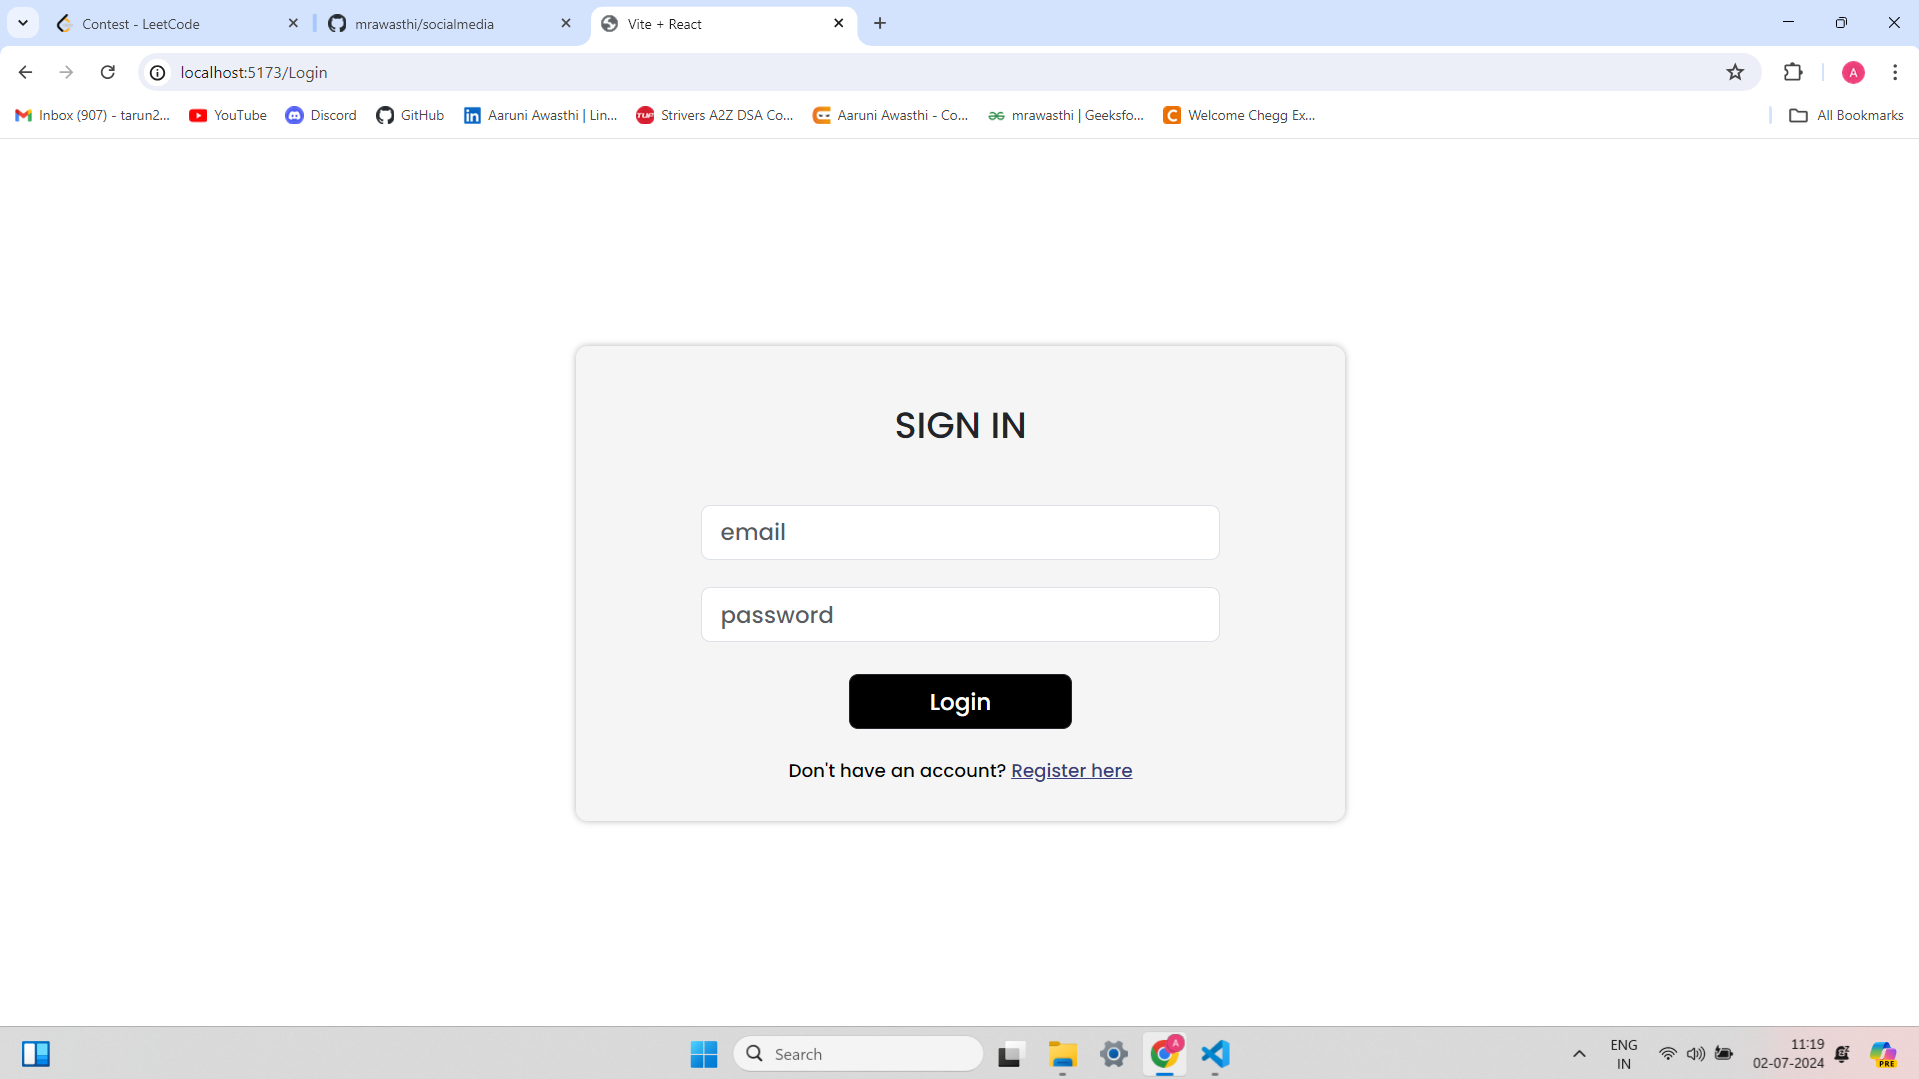 Contest - LeetCode
mrawasthi/socialmedia
Vite + React
localhost:5173/Login
A
Inbox (907) - tarun2...
YouTube
Discord
GitHub
Aaruni Awasthi | Lin...
Strivers A2Z DSA Co...
Aaruni Awasthi - Co...
mrawasthi | Geeksfo...
Welcome Chegg Ex...
All Bookmarks
SIGN IN
email
password
Login
Don't have an account? Register here
Search
A
ENG
IN
11:19
02-07-2024
PRE